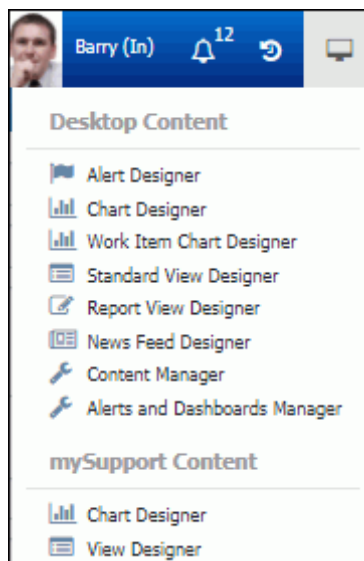 Barry (In) 12
Desktop Content
Alert Designer
Chart Designer
Work Item Chart Designer
Standard View Designer
Report View Designer
News Feed Designer
Content Manager
Alerts and Dashboards Manager
mySupport Content
Chart Designer
View Designer